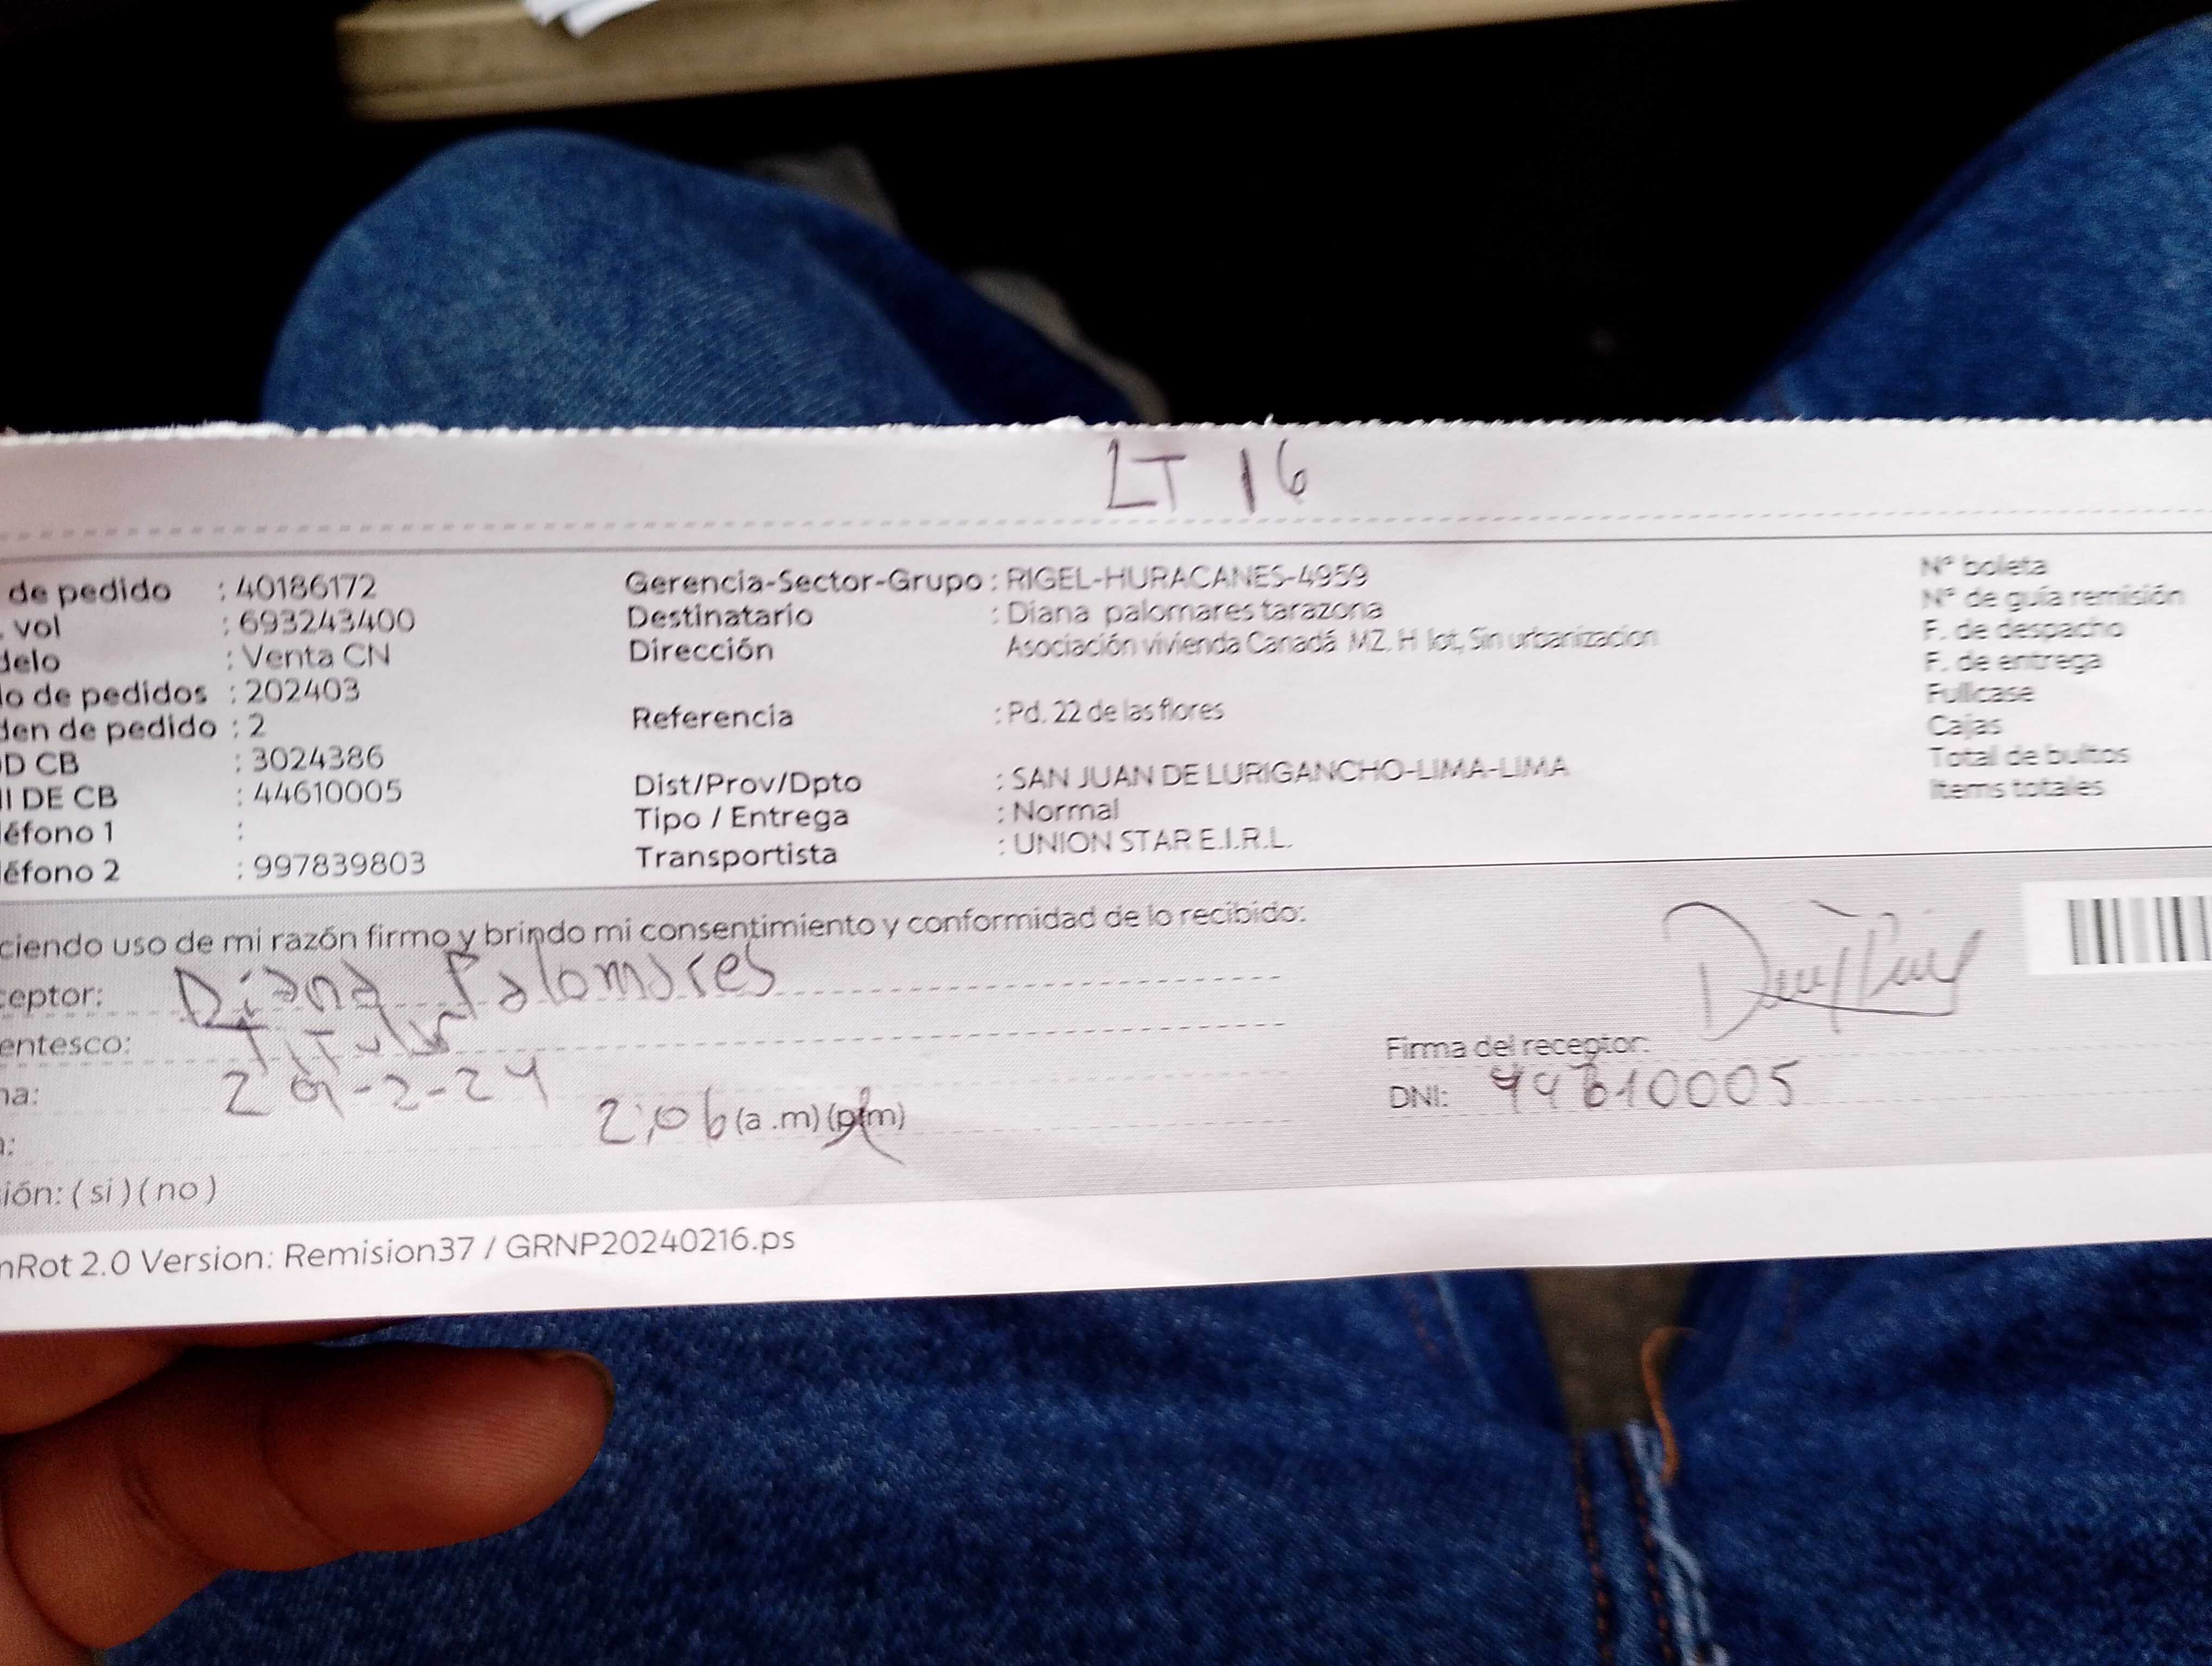 LT 16
de pedido : 40186172
vol : 693243400
delo : Venta CN
lo de pedidos : 202403
den de pedido : 2
D CB : 3024386
II DE CB : 44610005
léfono 1 :
léfono 2 : 997839803
Gerencia-Sector-Grupo : RIGEL-HURACANES-4959
Destinatario : Diana palomares tarazona
Dirección Asociación vivienda Canadá MZ. H lot, Sin urbanizacion
Referencia : Pd. 22 de las flores
Dist/Prov/Dpto : SAN JUAN DE LURIGANCHO-LIMA-LIMA
Tipo / Entrega : Normal
Transportista : UNION STAR E.I.R.L.
N° boleta
N° de guía remisión
F. de despacho
F. de entrega
Fullcase
Cajas
Total de bultos
Items totales
ciendo uso de mi razón firmo y brindo mi consentimiento y conformidad de lo recibido:
ceptor: Diana Palomares
entesco: Titular
na: 29-2-24
a: 2:06 (a .m) (p.m)
Firma del receptor:
DNI: 44610005
ión: ( si ) ( no )
nRot 2.0 Version: Remision37 / GRNP20240216.ps